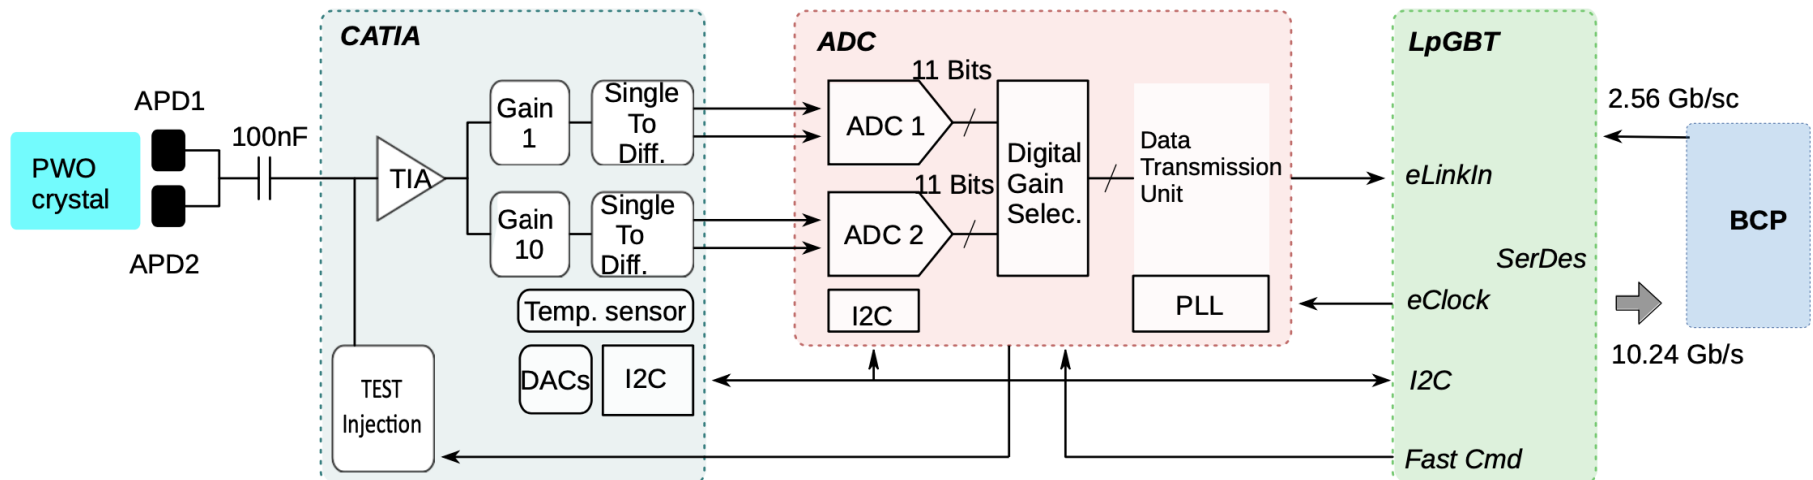 CATIA
ADC
LpGBT
APD1
100nF
PWO
crystal
APD2
TIA
Gain
1
Single
To
Diff.
Gain
10
Single
To
Diff.
Temp. sensor
DACs
I2C
TEST
Injection
11 Bits
ADC 1
11 Bits
ADC 2
Digital
Gain
Selec.
Data
Transmission
Unit
I2C
PLL
eLinkIn
SerDes
eClock
I2C
Fast Cmd
2.56 Gb/sc
BCP
10.24 Gb/s